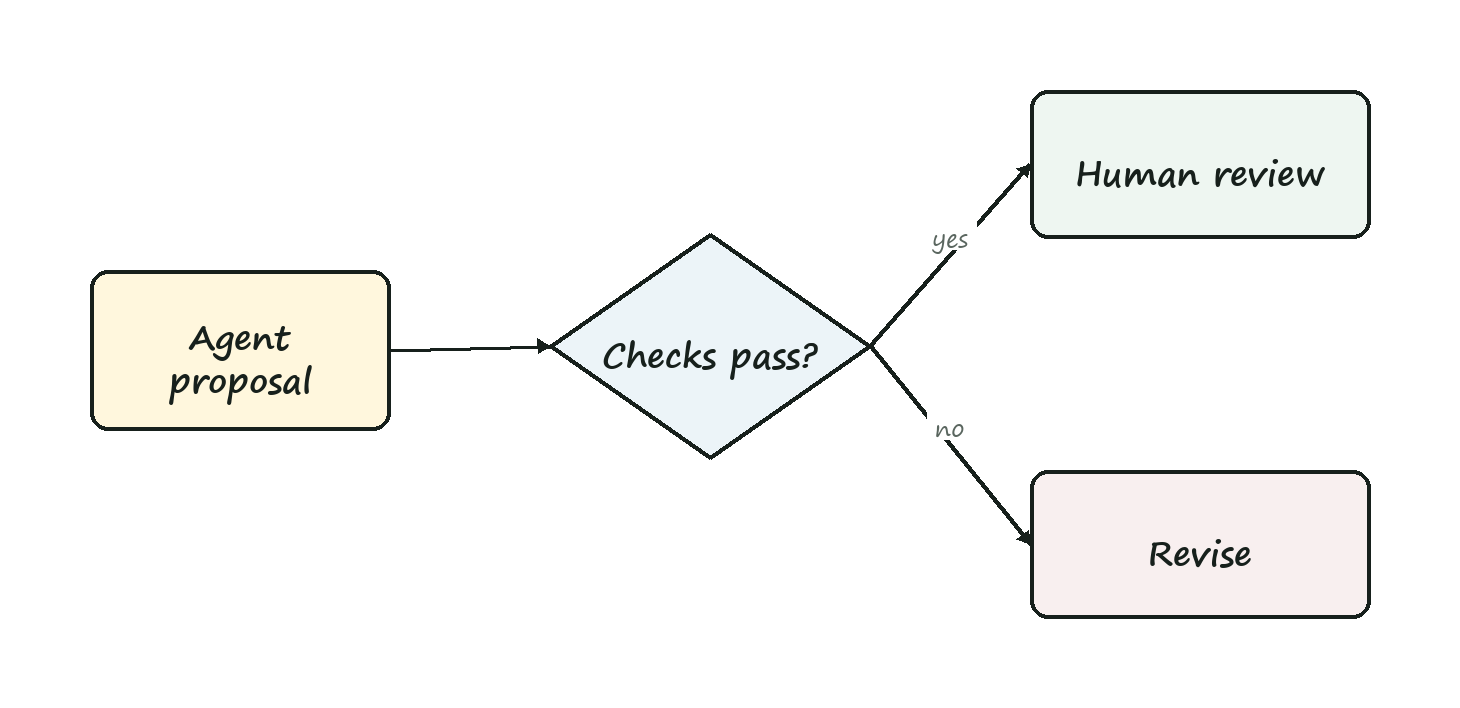 Agent
proposal
Checks pass?
yes
Human review
no
Revise